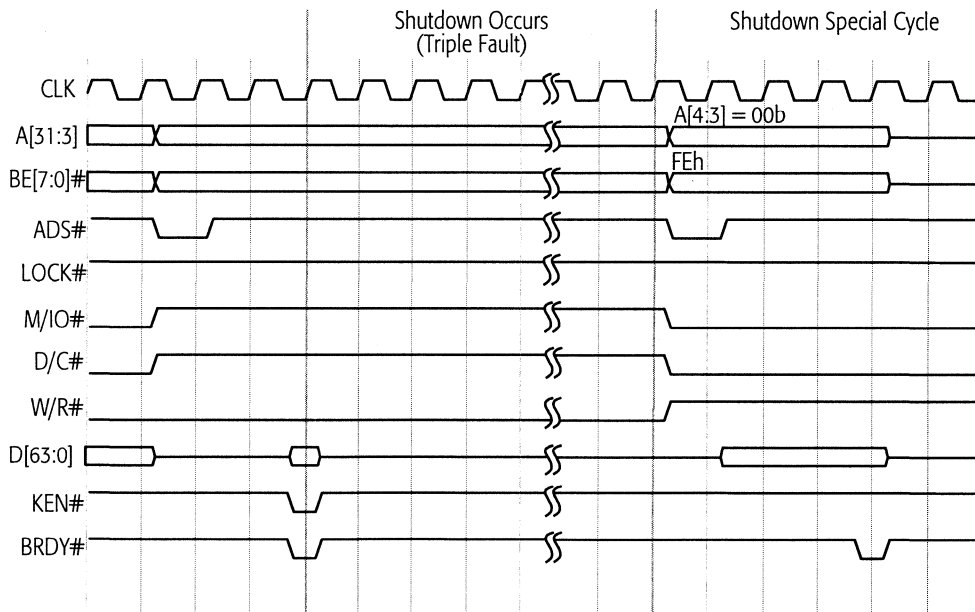 Shutdown Occurs
(Triple Fault)
Shutdown Special Cycle
CLK
A[4:3] = 00b
A[31:3]
FEh
BE[7:0]#
ADS#
LOCK#
M/IO#
D/C#
W/R#
D[63:0]
KEN#
BRDY#